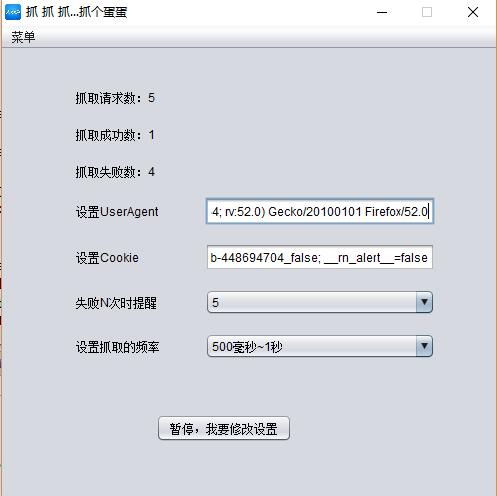 抓 抓 抓...抓个蛋蛋
菜单
抓取请求数：5
抓取成功数：1
抓取失败数：4
设置UserAgent 4; rv:52.0) Gecko/20100101 Firefox/52.0
设置Cookie b-448694704_false; __rn_alert__=false
失败N次时提醒 5
设置抓取的频率 500毫秒~1秒
暂停，我要修改设置